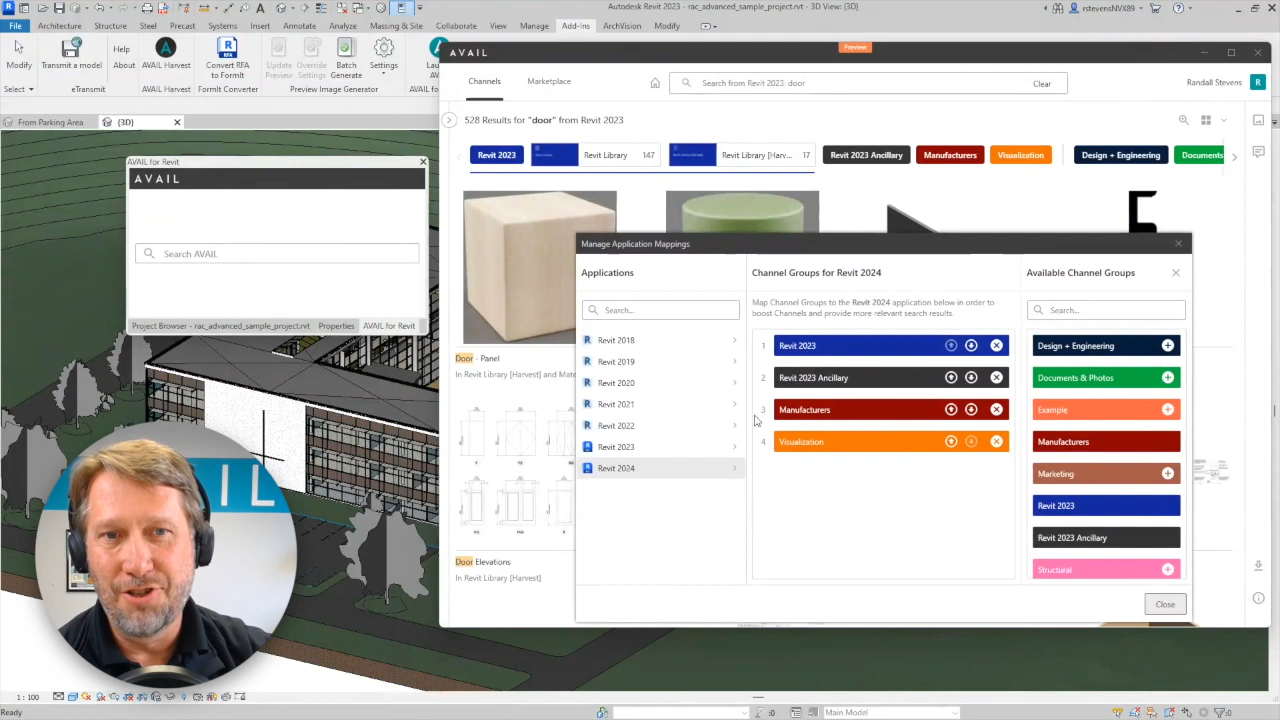 Autodesk Revit 2023 - rac_advanced_sample_project.rvt - 3D View: {3D}
rstevensNVX89
File
Architecture
Collaborate
View
Manage
Add-Ins
ArchVision
Modify
Modify
Select
Transmit a model
eTransmit
Help
About
AVAIL Harvest
AVAIL Harvest
Convert RFA
to FormIt
FormIt Converter
Update
Preview
Override
Settings
Batch
Generate
Preview Image Generator
Settings
From Parking Area
{3D}
AVAIL for Revit
AVAIL
Search AVAIL
Project Browser - rac_advanced_sample_project.rvt
Properties
AVAIL for Revit
AVAIL
Preview
Channels
Marketplace
Search from Revit 2023: door
Clear
Randall Stevens
R
528 Results for "door" from Revit 2023
Revit 2023
Revit Library
147
Revit Library [Harv...
17
Revit 2023 Ancillary
Manufacturers
Visualization
Design + Engineering
Documents
Door - Panel
In Revit Library [Harvest] and Mate
Door Elevations
In Revit Library [Harvest]
Manage Application Mappings
Applications
Search...
Revit 2018
Revit 2019
Revit 2020
Revit 2021
Revit 2022
Revit 2023
Revit 2024
Channel Groups for Revit 2024
Map Channel Groups to the Revit 2024 application below in order to
boost Channels and provide more relevant search results.
1 Revit 2023
2 Revit 2023 Ancillary
3 Manufacturers
4 Visualization
Available Channel Groups
Search...
Design + Engineering
Documents & Photos
Example
Manufacturers
Marketing
Revit 2023
Revit 2023 Ancillary
Structural
Close
IL
1 : 100
Ready
:0
Main Model
:0